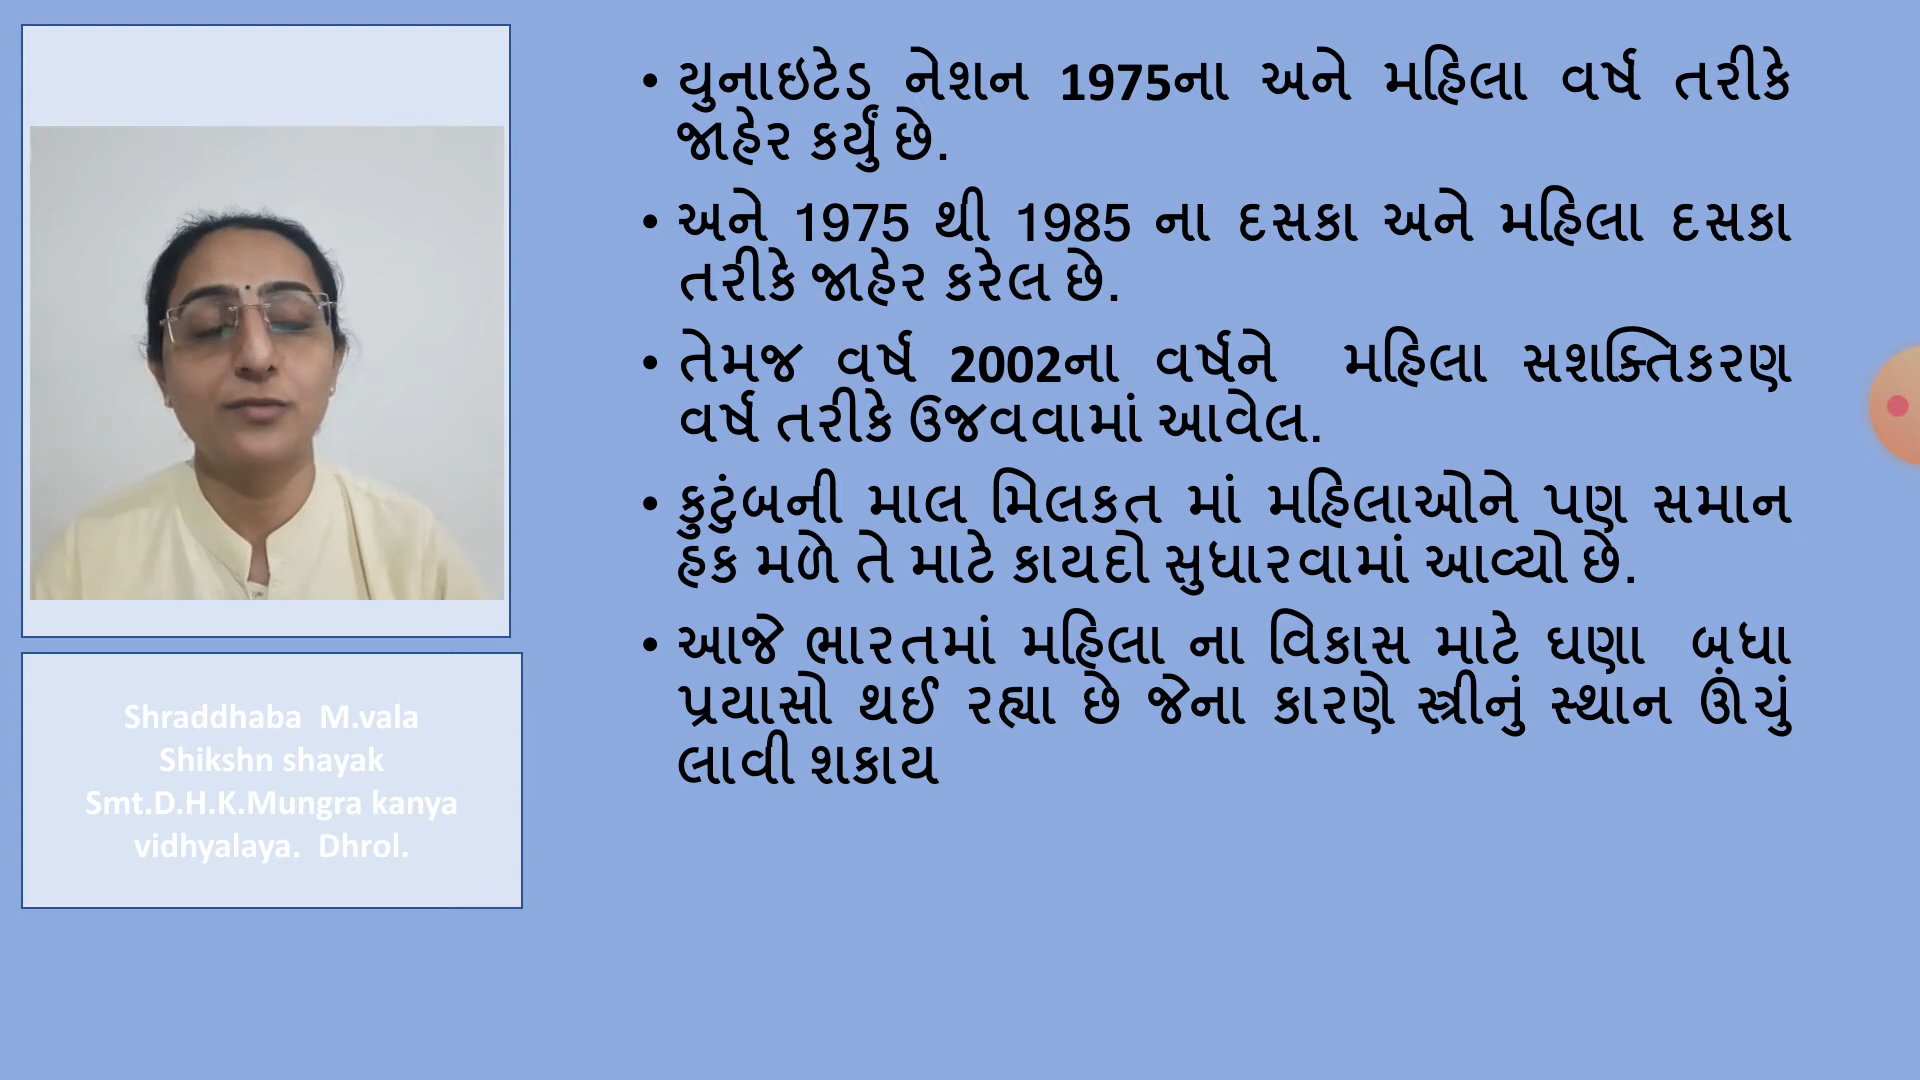 Shraddhaba M.vala
Shikshn shayak
Smt.D.H.K.Mungra kanya
vidhyalaya. Dhrol.
• યુનાઇટેડ નેશન 1975ના અને મહિલા વર્ષ તરીકે
જાહેર કર્યું છે.
• અને 1975 થી 1985 ના દસકા અને મહિલા દસકા
તરીકે જાહેર કરેલ છે.
• તેમજ વર્ષ 2002ના વર્ષને મહિલા સશક્તિકરણ
વર્ષ તરીકે ઉજવવામાં આવેલ.
• કુટુંબની માલ મિલકત માં મહિલાઓને પણ સમાન
હક મળે તે માટે કાયદો સુધારવામાં આવ્યો છે.
• આજે ભારતમાં મહિલા ના વિકાસ માટે ઘણા બંધા
પ્રયાસો થઈ રહ્યા છે જેના કારણે સ્ત્રીનું સ્થાન ઊચું
લાવી શકાય